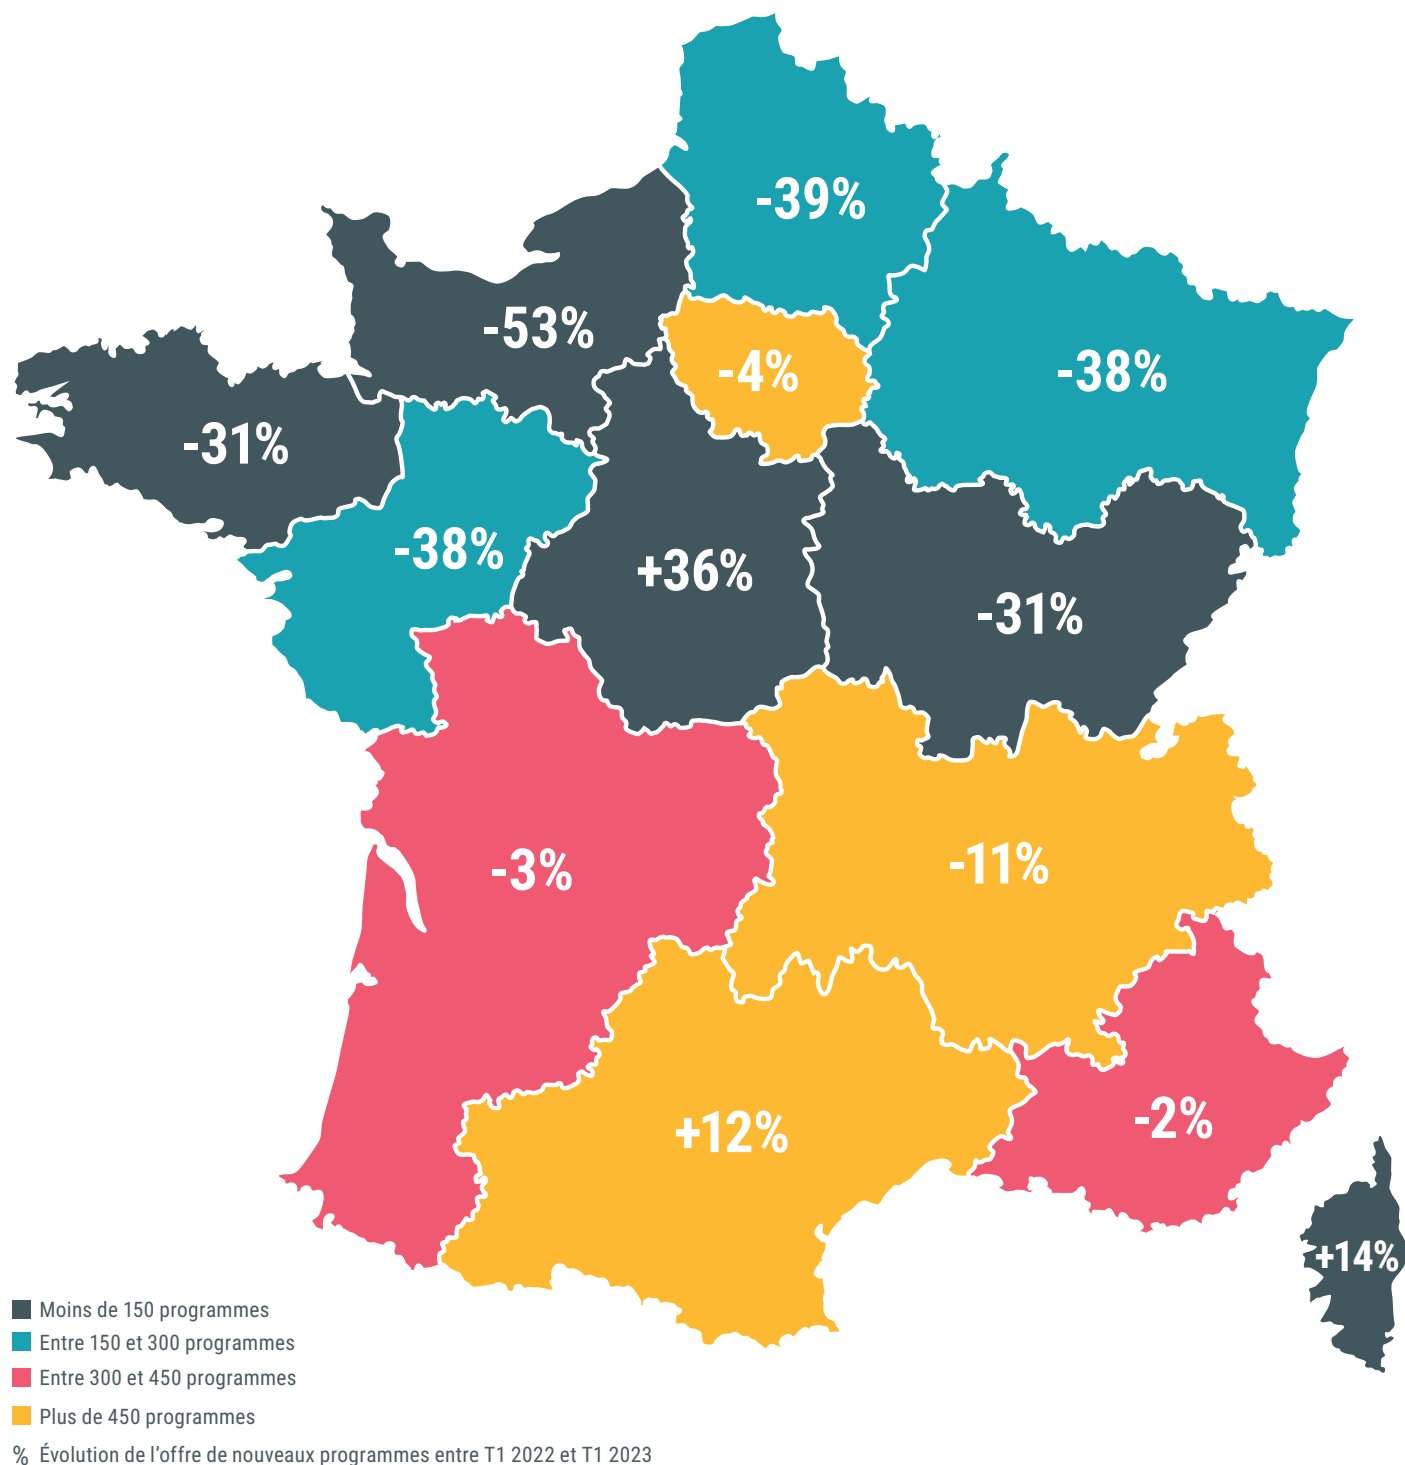 -39%
-53%
-4%
-38%
-31%
-38%
+36%
-31%
-3%
-11%
+12%
-2%
+14%
Moins de 150 programmes
Entre 150 et 300 programmes
Entre 300 et 450 programmes
Plus de 450 programmes
% Évolution de l'offre de nouveaux programmes entre T1 2022 et T1 2023